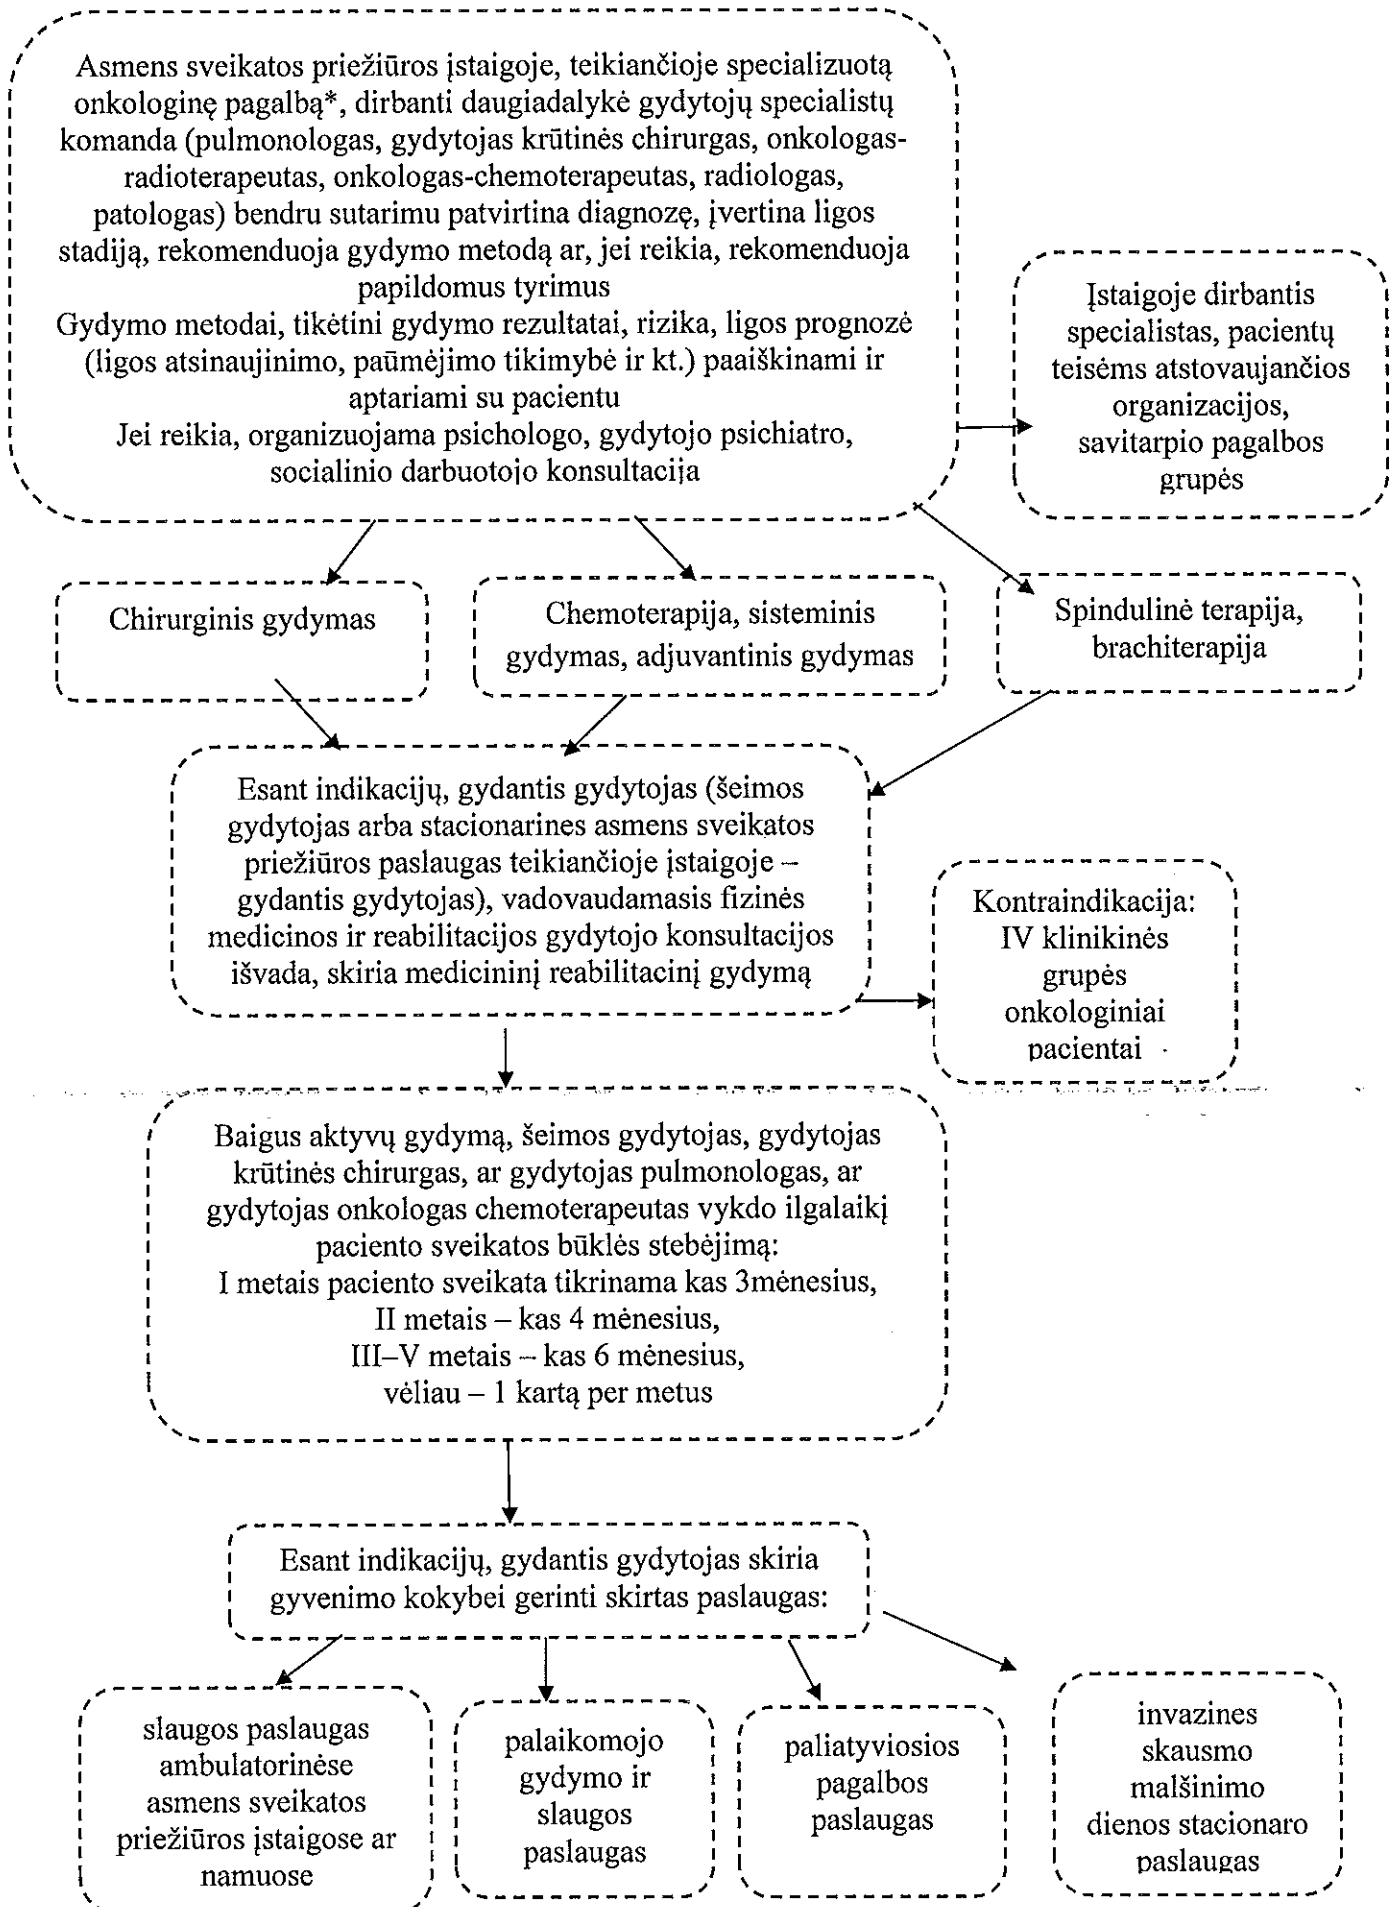 Asmens sveikatos priežiūros įstaigoje, teikiančioje specializuotą
onkologinę pagalbą*, dirbanti daugiadalykė gydytojų specialistų
komanda (pulmonologas, gydytojas krūtinės chirurgas, onkologas-
radioterapeutas, onkologas-chemoterapeutas, radiologas,
patologas) bendru sutarimu patvirtina diagnozę, įvertina ligos
stadiją, rekomenduoja gydymo metodą ar, jei reikia, rekomenduoja
papildomus tyrimus
Gydymo metodai, tikėtini gydymo rezultatai, rizika, ligos prognozė
(ligos atsinaujinimo, paūmėjimo tikimybė ir kt.) paaiškinami ir
aptariami su pacientu
Jei reikia, organizuojama psichologo, gydytojo psichiatro,
socialinio darbuotojo konsultacija
Įstaigoje dirbantis
specialistas, pacientų
teisėms atstovaujančios
organizacijos,
savitarpio pagalbos
grupės
Chirurginis gydymas
Chemoterapija, sisteminis
gydymas, adjuvantinis gydymas
Spindulinė terapija,
brachiterapija
Esant indikacijų, gydantis gydytojas (šeimos
gydytojas arba stacionarines asmens sveikatos
priežiūros paslaugas teikiančioje įstaigoje –
gydantis gydytojas), vadovaudamasis fizinės
medicinos ir reabilitacijos gydytojo konsultacijos
išvada, skiria medicininį reabilitacinį gydymą
Kontraindikacija:
IV klinikinės
grupės
onkologiniai
pacientai
Baigus aktyvų gydymą, šeimos gydytojas, gydytojas
krūtinės chirurgas, ar gydytojas pulmonologas, ar
gydytojas onkologas chemoterapeutas vykdo ilgalaikį
paciento sveikatos būklės stebėjimą:
I metais paciento sveikata tikrinama kas 3mėnesius,
II metais – kas 4 mėnesius,
III–V metais – kas 6 mėnesius,
vėliau – 1 kartą per metus
Esant indikacijų, gydantis gydytojas skiria
gyvenimo kokybei gerinti skirtas paslaugas:
slaugos paslaugas
ambulatorinėse
asmens sveikatos
priežiūros įstaigose ar
namuose
palaikomojo
gydymo ir
slaugos
paslaugas
paliatyviosios
pagalbos
paslaugas
invazines
skausmo
malšinimo
dienos stacionaro
paslaugas